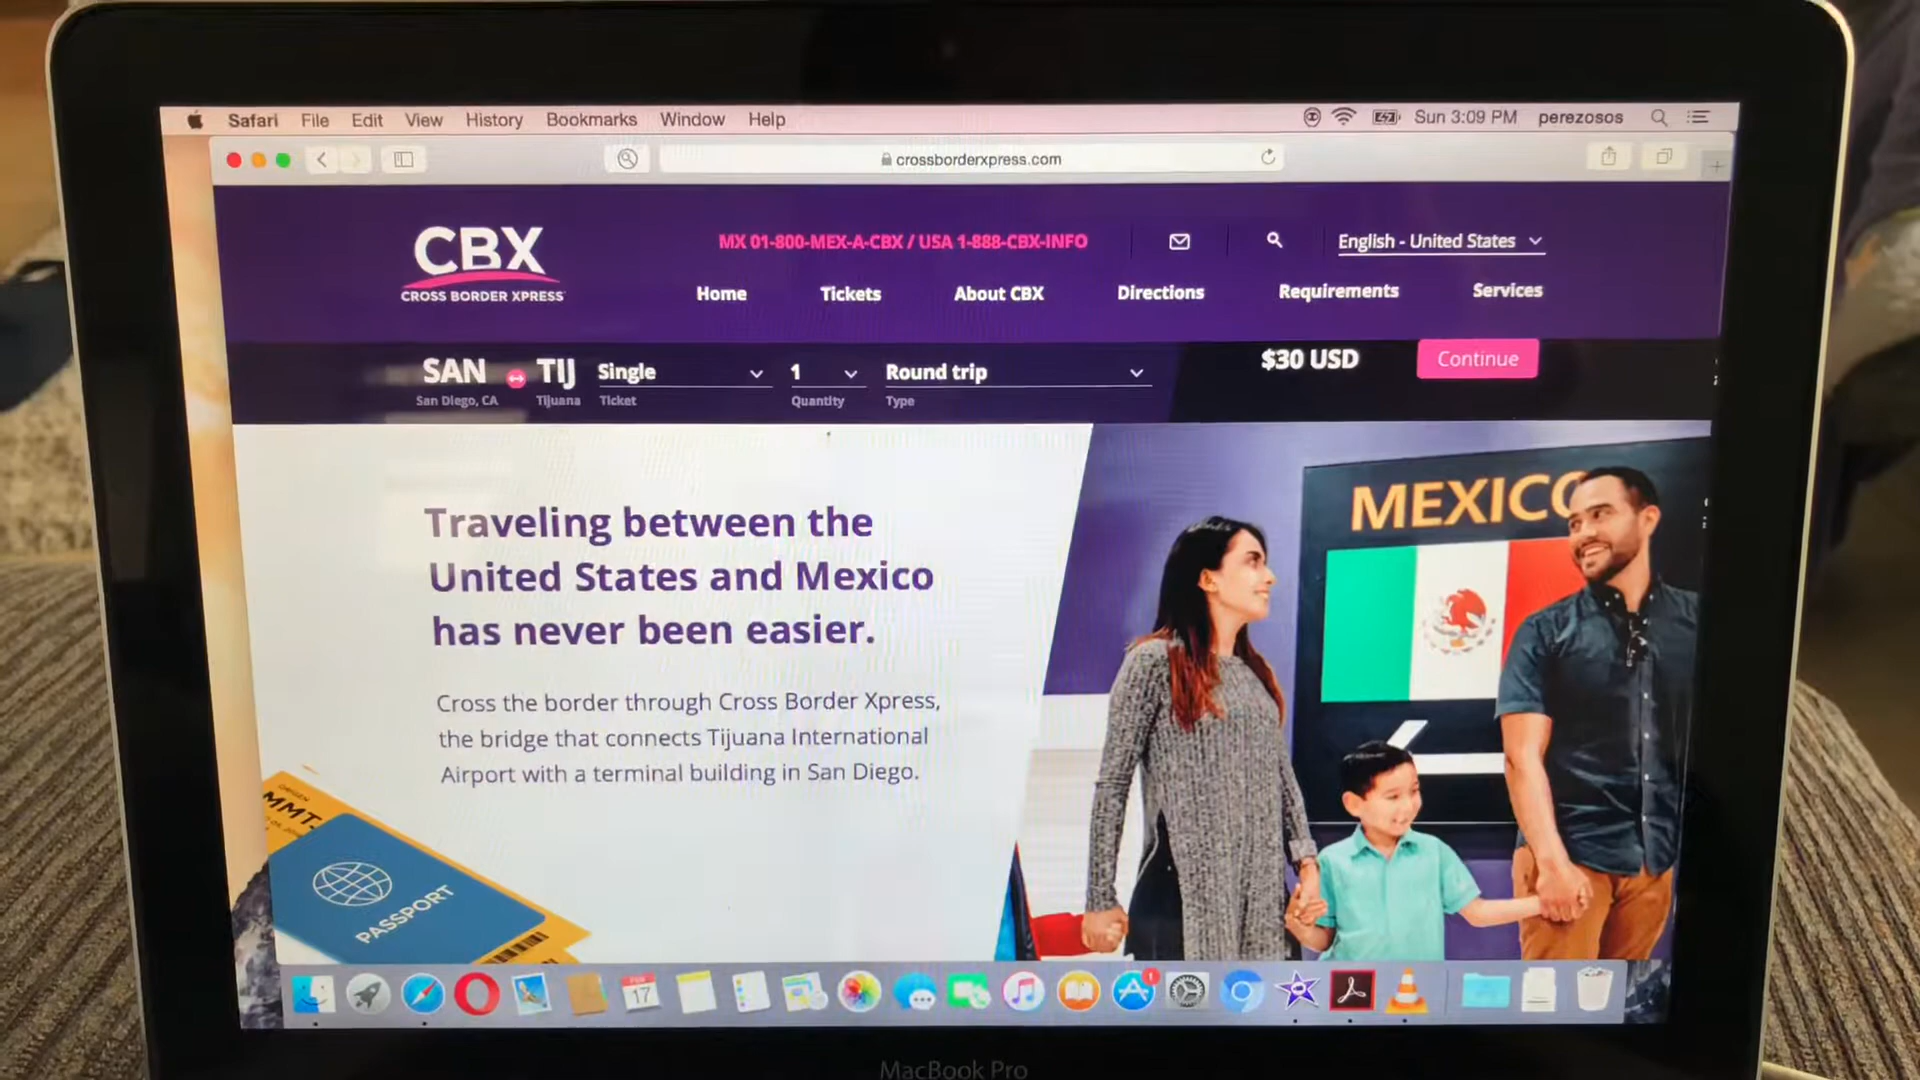 Safari File Edit View History Bookmarks Window Help Sun 3:09 PM perezosos
crossborderxpress.com
CBX
CROSS BORDER XPRESS
MX 01-800-MEX-A-CBX / USA 1-888-CBX-INFO
English - United States
Home Tickets About CBX Directions Requirements Services
SAN TIJ Single 1 Round trip $30 USD Continue
San Diego, CA Tijuana Ticket Quantity Type
Traveling between the
United States and Mexico
has never been easier.
Cross the border through Cross Border Xpress,
the bridge that connects Tijuana International
Airport with a terminal building in San Diego.
MEXICO
ORIGEN
MMT
PASSPORT
17
1
MacBook Pro